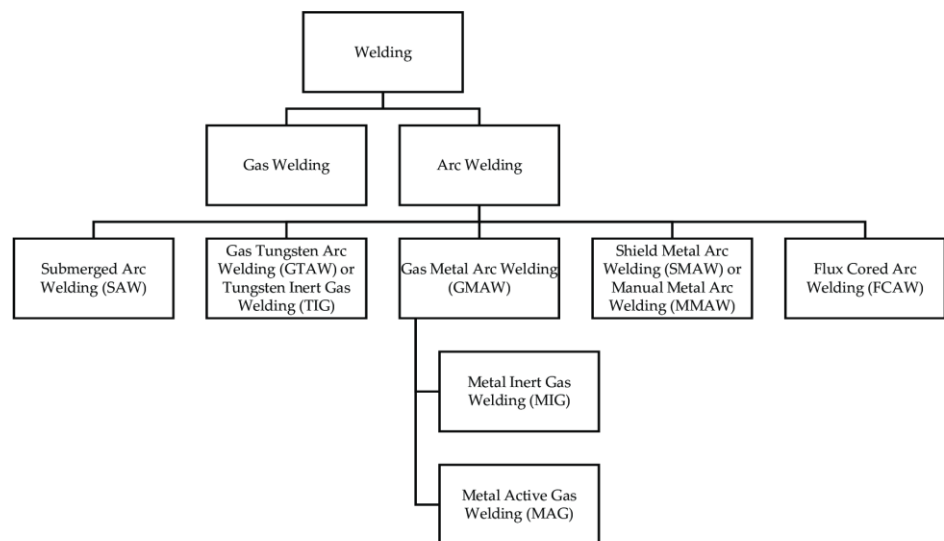 Welding
Gas Welding
Arc Welding
Submerged Arc
Welding (SAW)
Gas Tungsten Arc
Welding (GTAW) or
Tungsten Inert Gas
Welding (TIG)
Gas Metal Arc Welding
(GMAW)
Shield Metal Arc
Welding (SMAW) or
Manual Metal Arc
Welding (MMAW)
Flux Cored Arc
Welding (FCAW)
Metal Inert Gas
Welding (MIG)
Metal Active Gas
Welding (MAG)